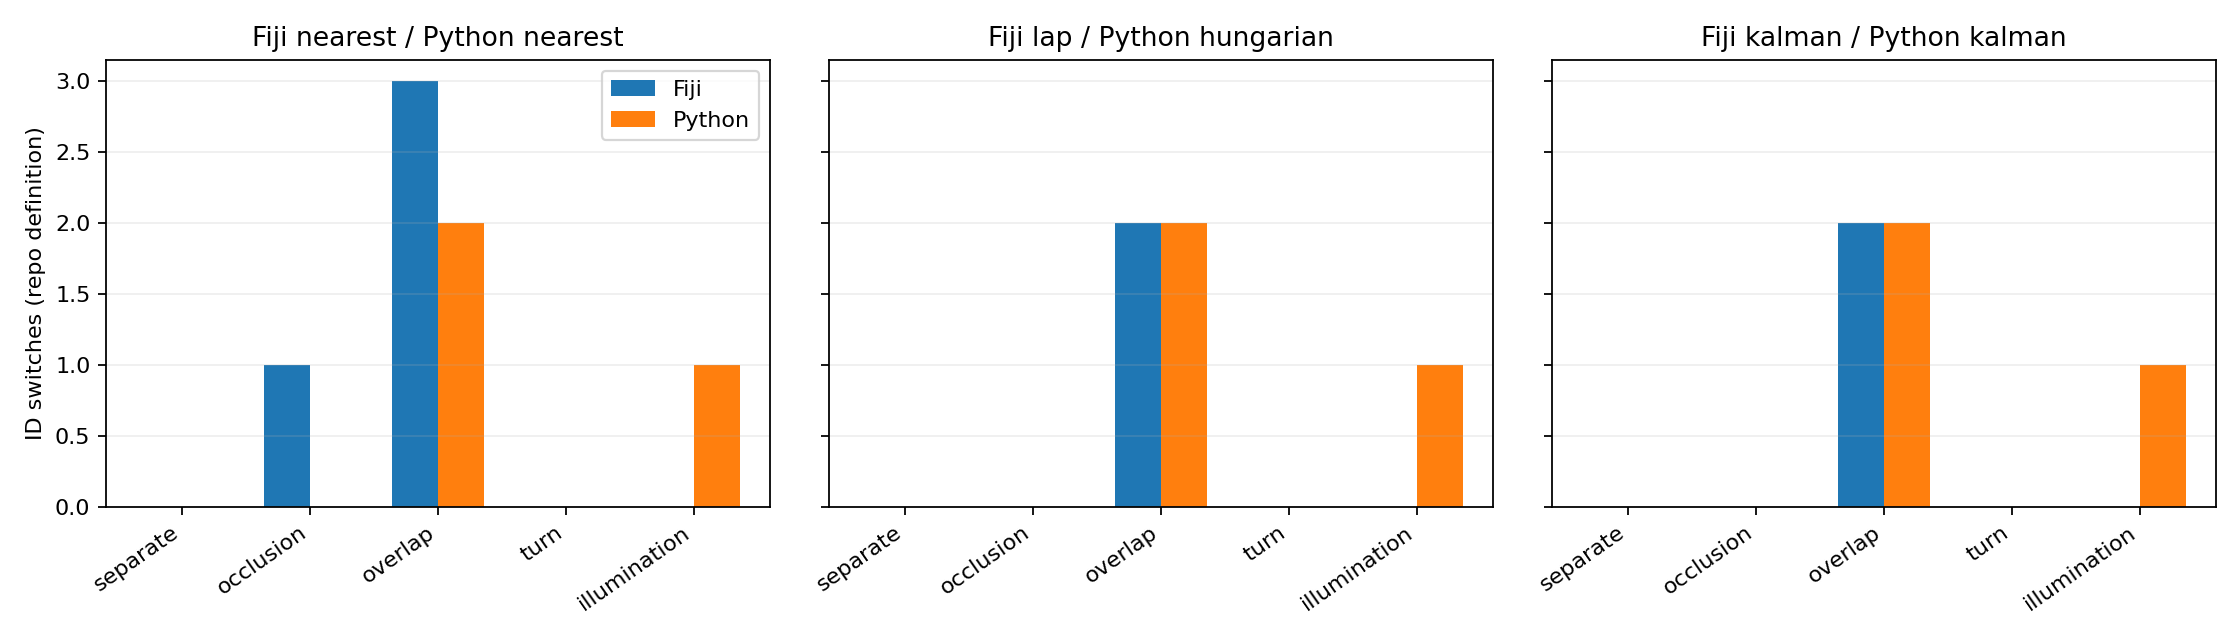 Fiji nearest / Python nearest
ID switches (repo definition)
3.0
2.5
2.0
1.5
1.0
0.5
0.0
Fiji
Python
separate
occlusion
overlap
turn
illumination
Fiji lap / Python hungarian
separate
occlusion
overlap
turn
illumination
Fiji kalman / Python kalman
separate
occlusion
overlap
turn
illumination